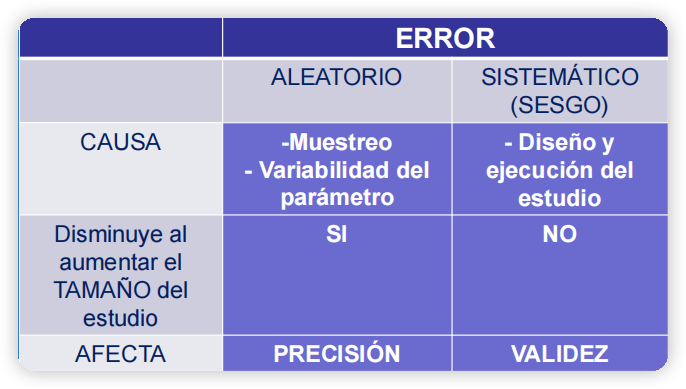 ERROR
ALEATORIO
SISTEMÁTICO
(SESGO)
CAUSA
-Muestreo
- Variabilidad del
parámetro
- Diseño y
ejecución del
estudio
Disminuye al
aumentar el
TAMAÑO del
estudio
SI
NO
AFECTA
PRECISIÓN
VALIDEZ